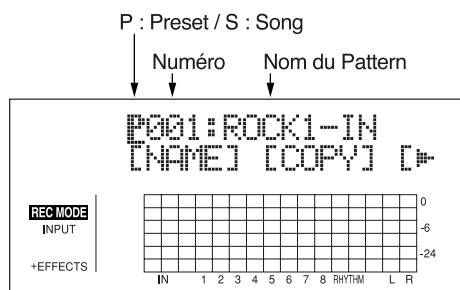 P : Preset / S : Song
Numéro
Nom du Pattern
P001:ROCK1-IN
[NAME] [COPY] [
REC MODE
INPUT
+EFFECTS
0
-6
-24
IN 1 2 3 4 5 6 7 8 RHYTHM L R